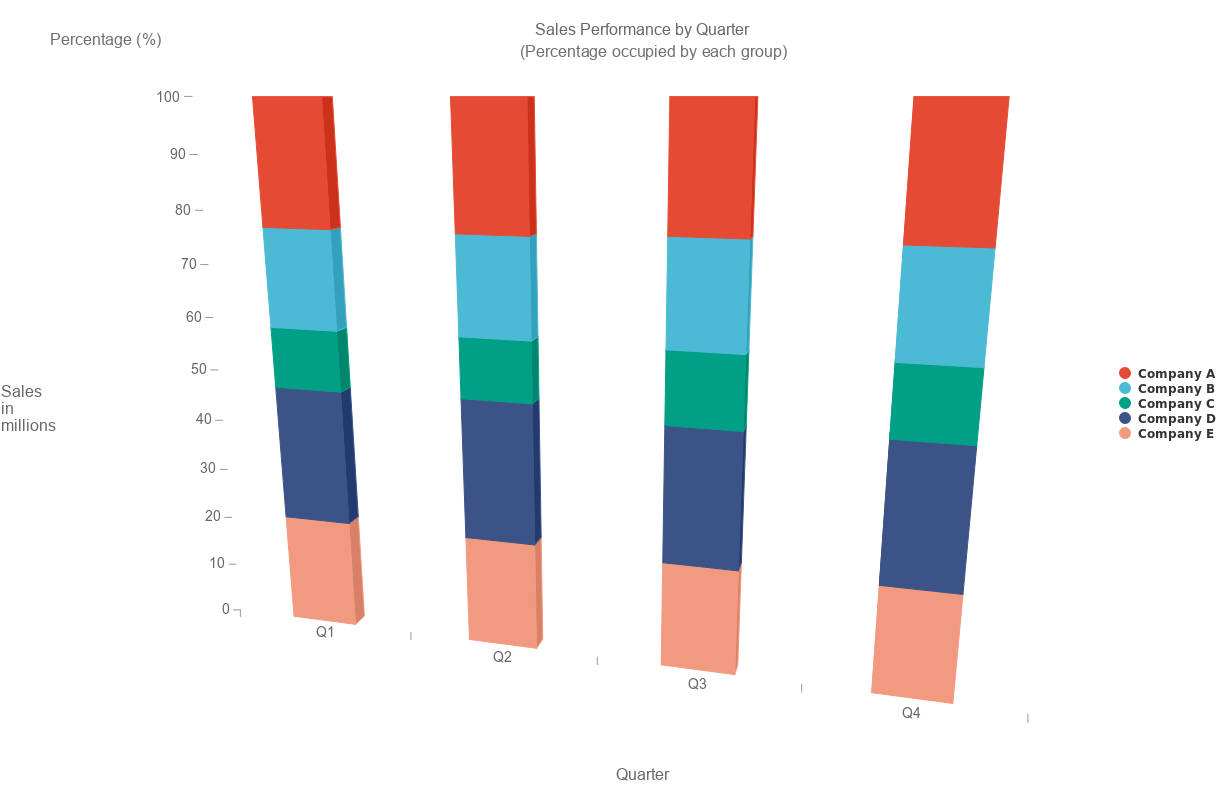 Sales Performance by Quarter
(Percentage occupied by each group)
Percentage (%)
100
90
80
70
60
50
40
30
20
10
0
Sales
in
millions
Q1
Q2
Q3
Q4
Quarter
Company A
Company B
Company C
Company D
Company E